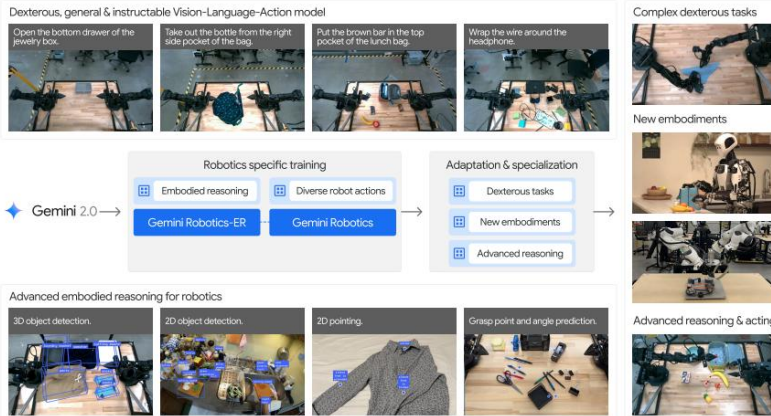 Dexterous, general & instructable Vision-Language-Action model
Open the bottom drawer of the
jewelry box.
Take out the bottle from the right
side pocket of the bag.
Put the brown bar in the top
pocket of the lunch bag.
Wrap the wire around the
headphone.
Complex dexterous tasks
New embodiments
Robotics specific training
Embodied reasoning
Diverse robot actions
Gemini 2.0
Gemini Robotics-ER
Gemini Robotics
Adaptation & specialization
Dexterous tasks
New embodiments
Advanced reasoning
Advanced embodied reasoning for robotics
3D object detection.
2D object detection.
2D pointing.
Grasp point and angle prediction.
Advanced reasoning & acting